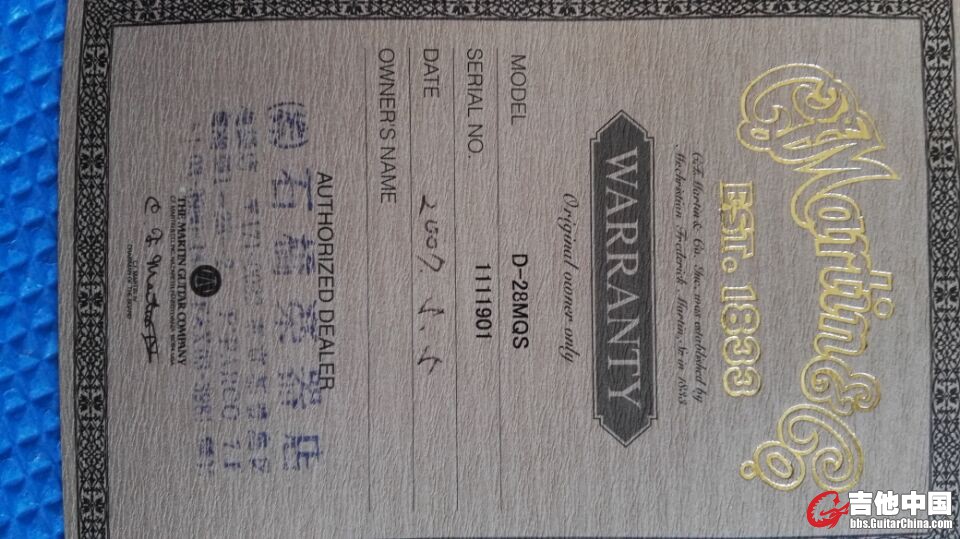 Martin & Co.
EST. 1833
C.F. Martin & Co. Inc. was established by
Christian Frederick Martin, Sr. in 1833
WARRANTY
Original owner only
MODEL D-28MQS
SERIAL NO. 1111901
DATE 2007. 4. 4
OWNER'S NAME
AUTHORIZED DEALER
㈱石橋楽器
PARCO
THE MARTIN GUITAR COMPANY
吉他中国
bbs.GuitarChina.com